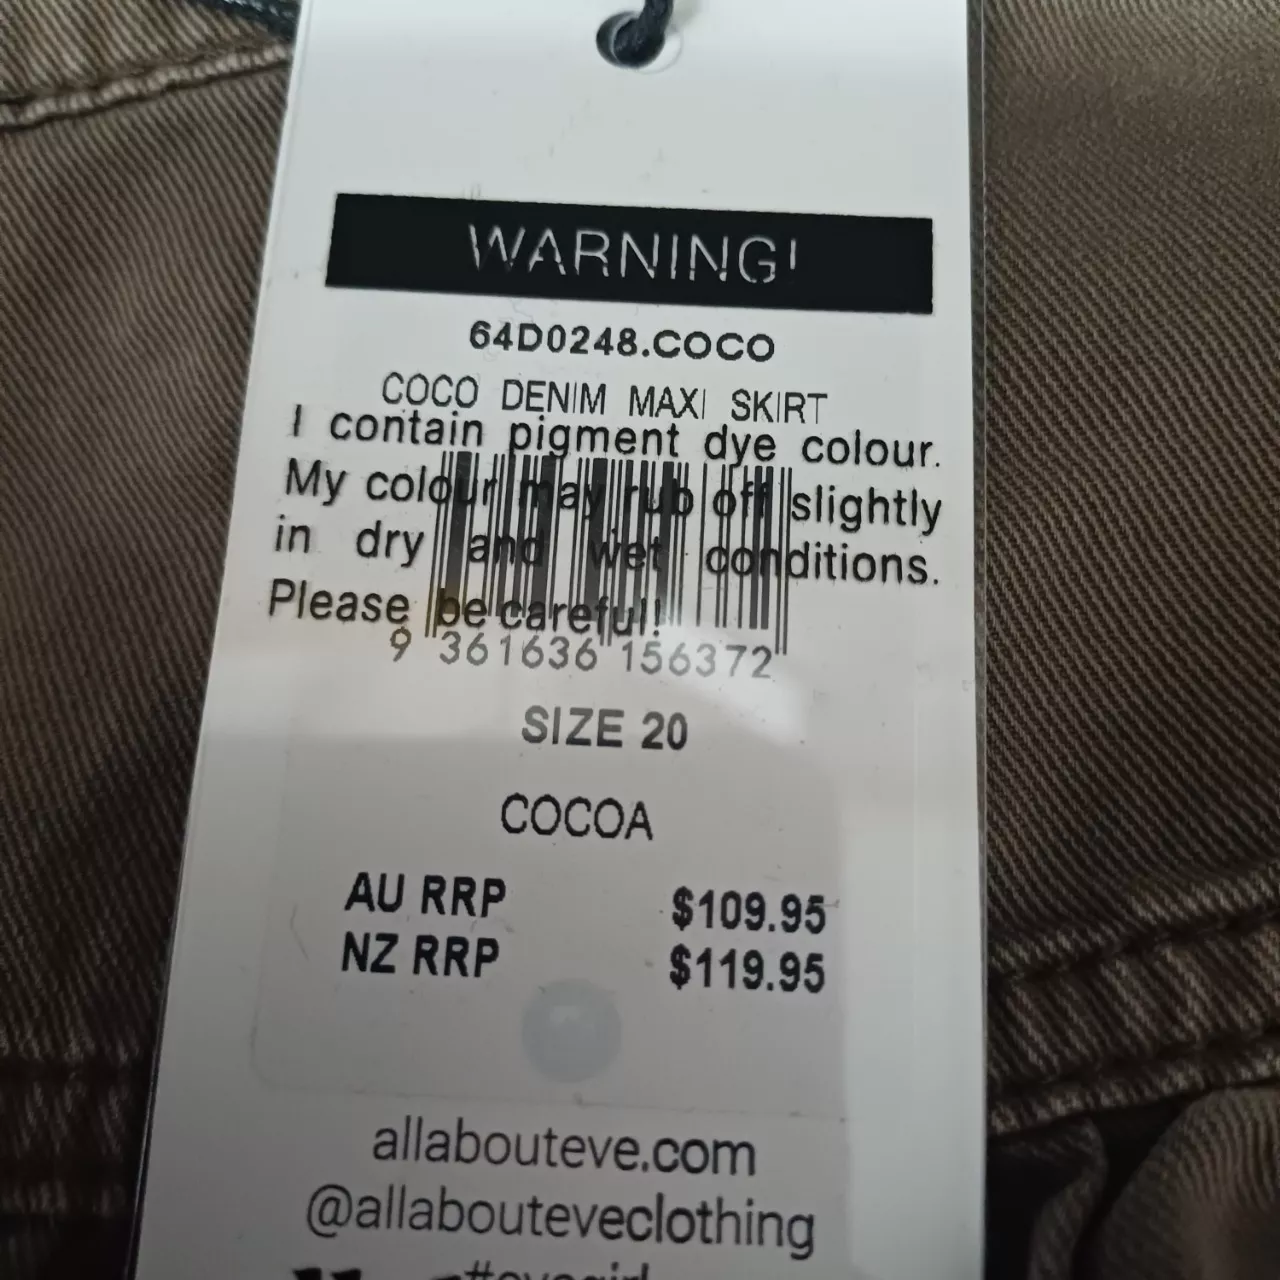 WARNING!
64D0248.COCO
COCO DENIM MAXI SKIRT
I contain pigment dye colour.
My colour may rub off slightly
in dry and wet conditions.
Please be careful!
9 361636 156372
SIZE 20
COCOA
AU RRP $109.95
NZ RRP $119.95
allabouteve.com
@allabouteveclothing
#evegirl